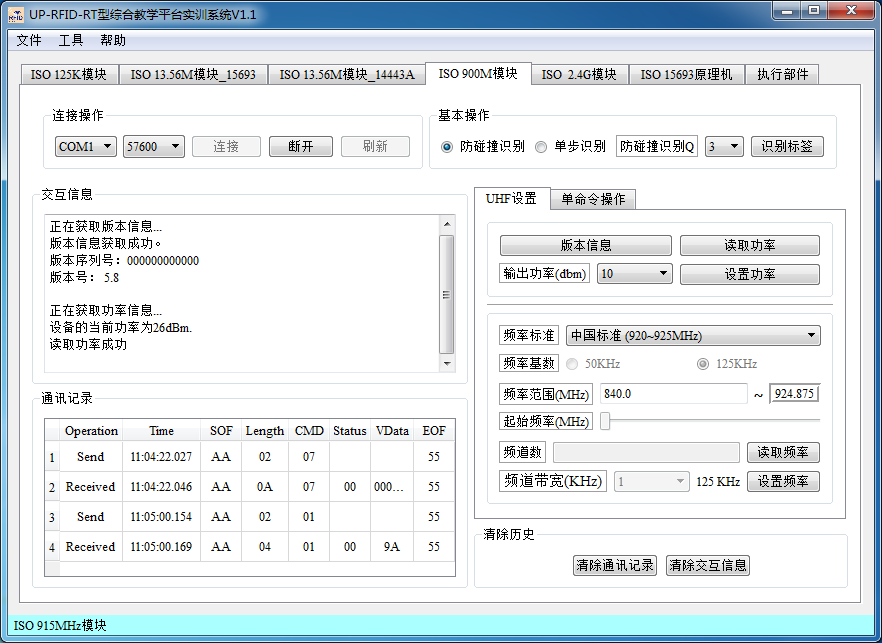 UP-RFID-RT型综合教学平台实训系统V1.1
文件 工具 帮助
ISO 125K模块 ISO 13.56M模块_15693 ISO 13.56M模块_14443A ISO 900M模块 ISO 2.4G模块 ISO 15693原理机 执行部件
连接操作
COM1 57600 连接 断开 刷新
基本操作
防碰撞识别 单步识别 防碰撞识别Q 3 识别标签
交互信息
正在获取版本信息...
版本信息获取成功。
版本序列号：000000000000
版本号： 5.8
正在获取功率信息...
设备的当前功率为26dBm.
读取功率成功
通讯记录
Operation Time SOF Length CMD Status VData EOF
1 Send 11:04:22.027 AA 02 07 55
2 Received 11:04:22.046 AA 0A 07 00 000... 55
3 Send 11:05:00.154 AA 02 01 55
4 Received 11:05:00.169 AA 04 01 00 9A 55
UHF设置 单命令操作
版本信息 读取功率
输出功率(dbm) 10 设置功率
频率标准 中国标准 (920~925MHz)
频率基数 50KHz 125KHz
频率范围(MHz) 840.0 ~ 924.875
起始频率(MHz)
频道数 读取频率
频道带宽(KHz) 1 125 KHz 设置频率
清除历史
清除通讯记录 清除交互信息
ISO 915MHz模块